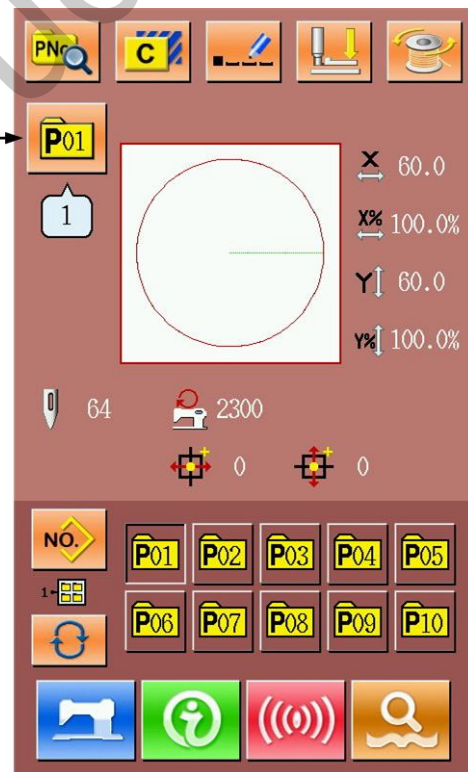 PNo.
C
P01
1
X 60.0
X% 100.0%
Y 60.0
Y% 100.0%
64 2300
0 0
NO.
P01 P02 P03 P04 P05
1-
P06 P07 P08 P09 P10